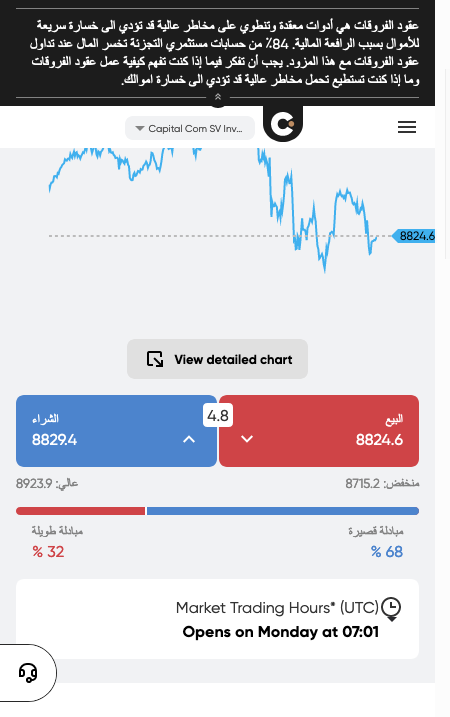 عقود الفروقات هي أدوات معقدة وتنطوي على مخاطر عالية قد تؤدي الى خسارة سريعة
للأموال بسبب الرافعة المالية. 84٪ من حسابات مستثمري التجزئة تخسر المال عند تداول
عقود الفروقات مع هذا المزود. يجب أن تفكر فيما إذا كنت تفهم كيفية عمل عقود الفروقات
وما إذا كنت تستطيع تحمل مخاطر عالية قد تؤدي الى خسارة اموالك.
Capital Com SV Inv...
8824.6
View detailed chart
البيع
8824.6
4.8
الشراء
8829.4
منخفض: 8715.2
عالي: 8923.9
مبادلة قصيرة
68 %
مبادلة طويلة
32 %
Market Trading Hours* (UTC)
Opens on Monday at 07:01